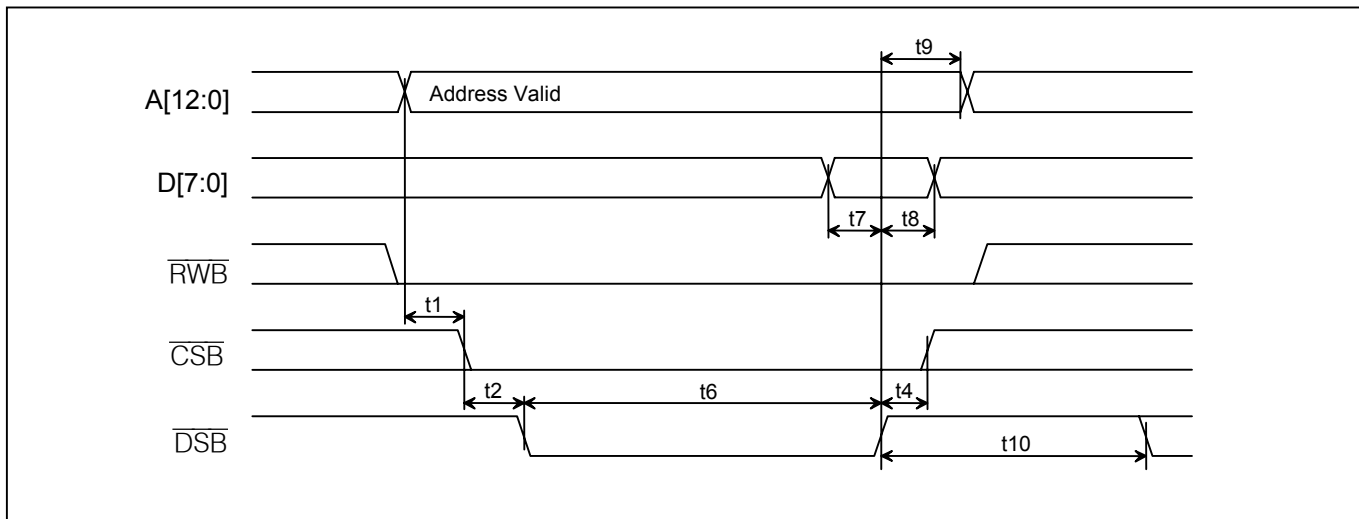 t9
A[12:0]
Address Valid
D[7:0]
t7
t8
RWB
t1
CSB
t2
t6
t4
DSB
t10